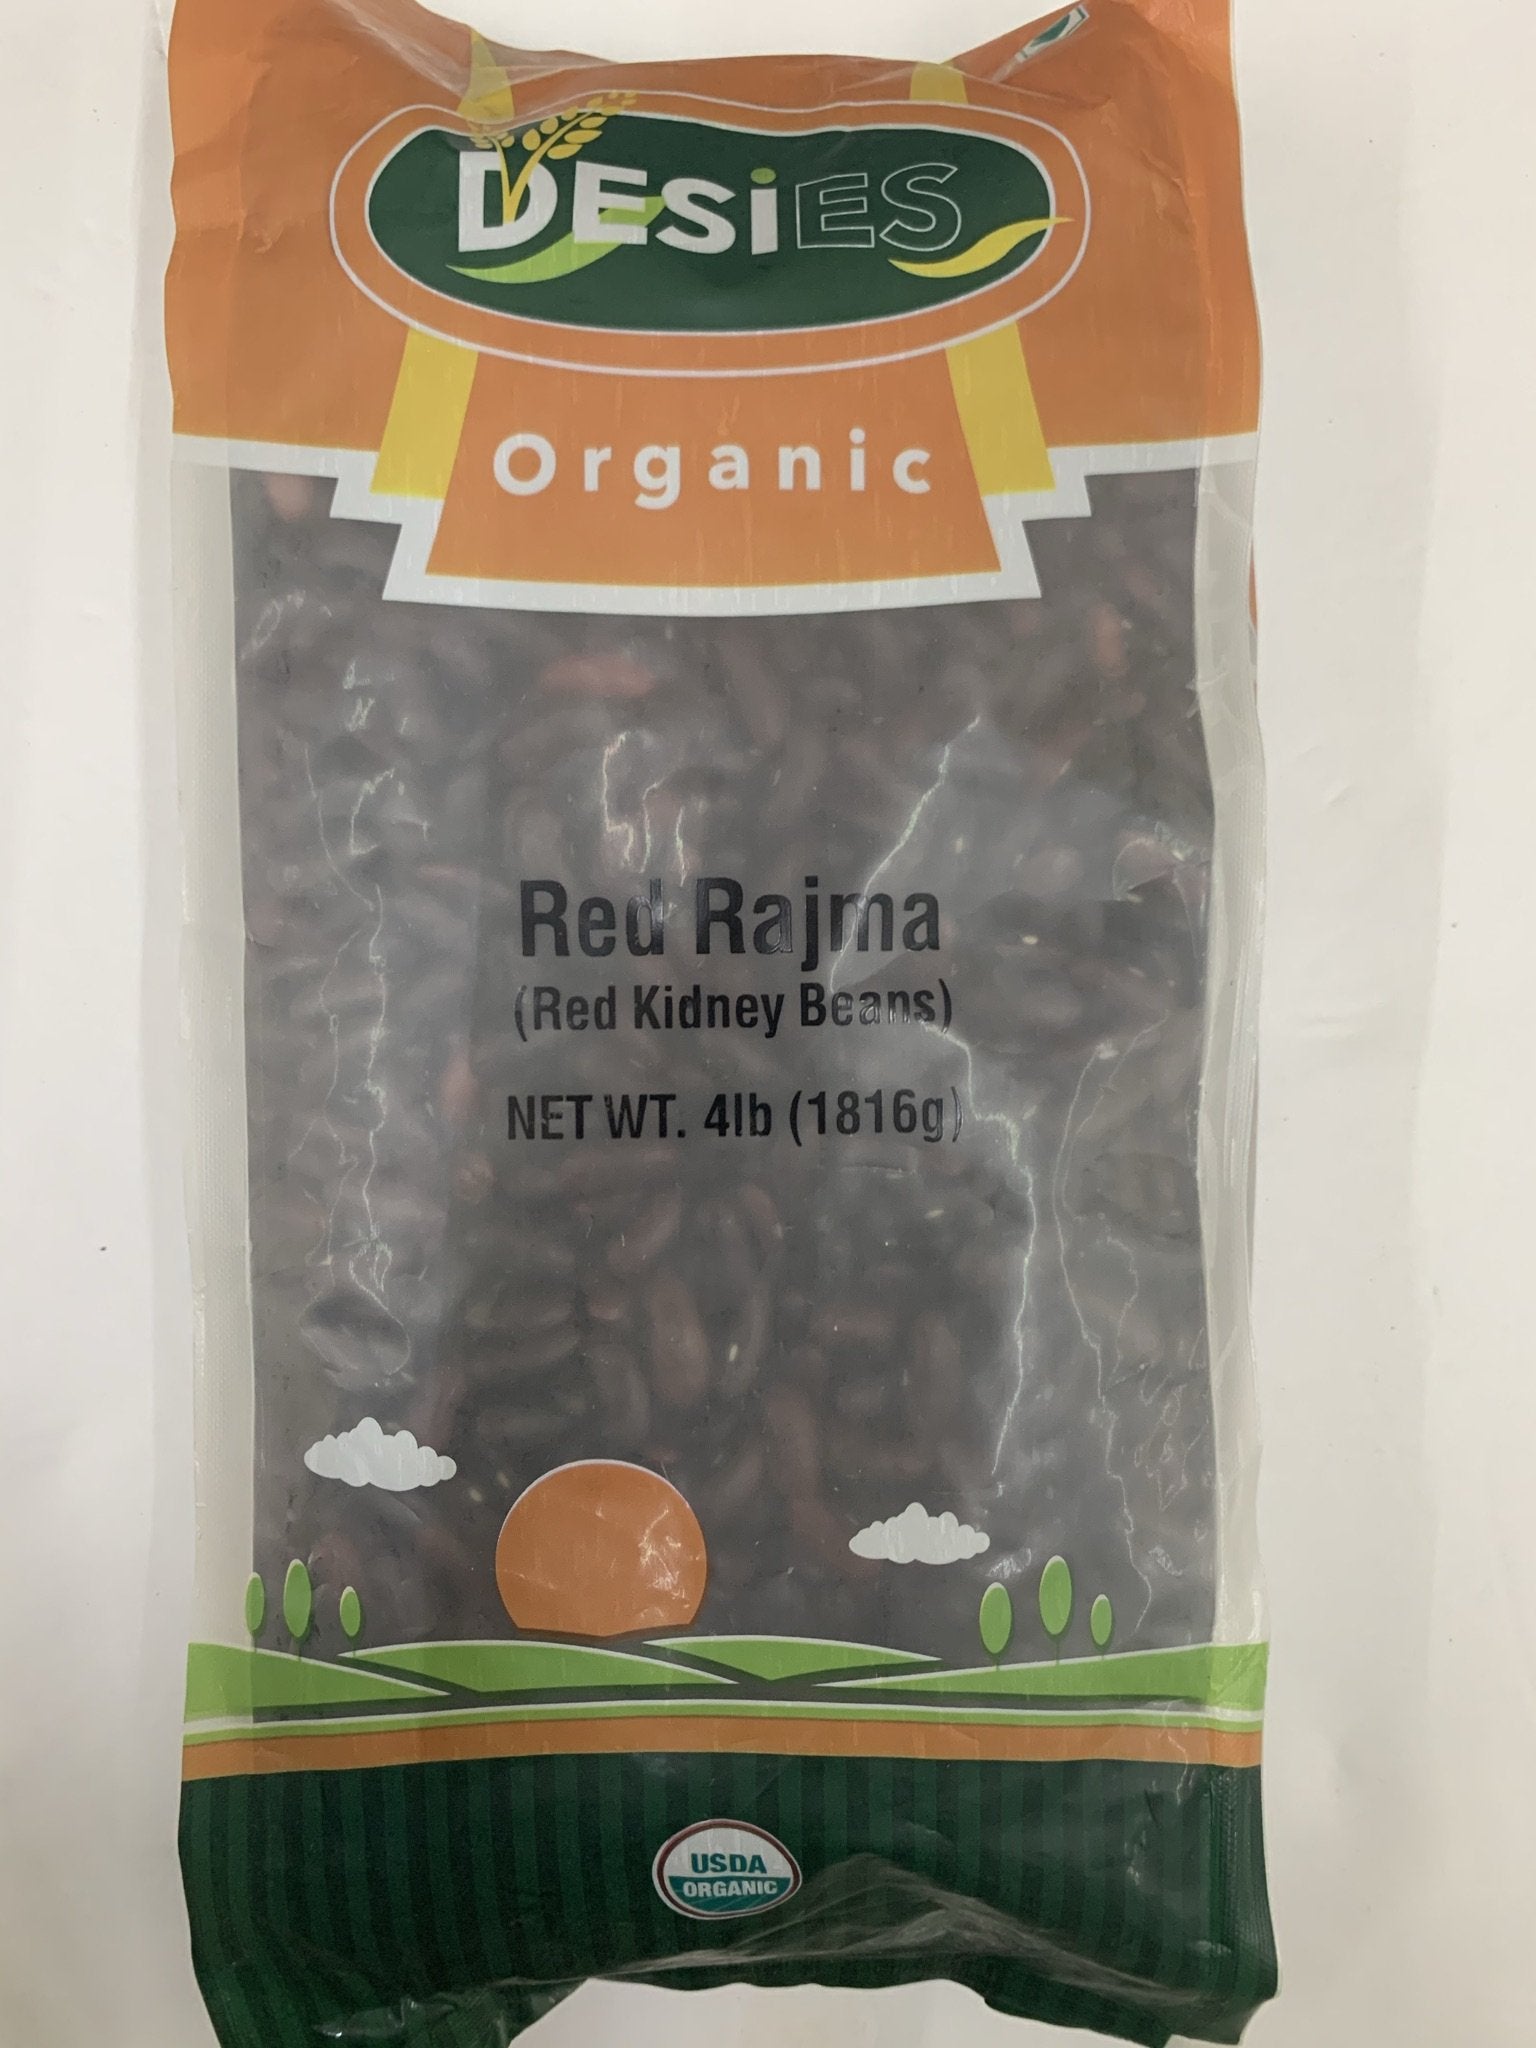 DESiES
Organic
Red Rajma
(Red Kidney Beans)
NET WT. 4lb (1816g)
USDA
ORGANIC